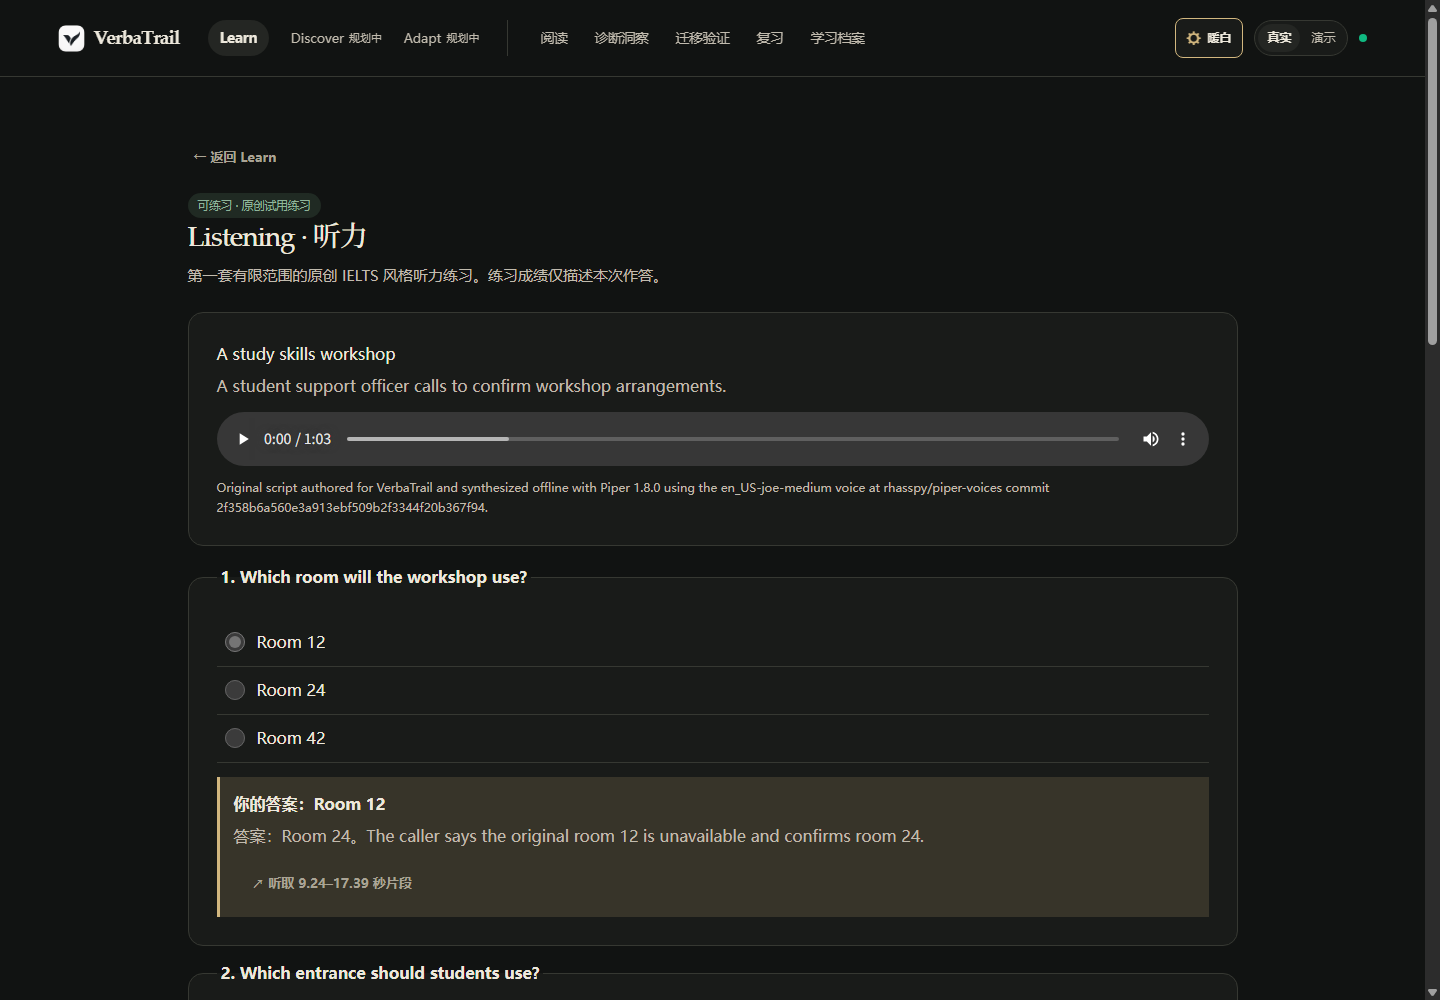 VerbaTrail Learn Discover 规划中 Adapt 规划中 阅读 诊断洞察 迁移验证 复习 学习档案 暖白 真实 演示
← 返回 Learn
可练习 · 原创试用练习
Listening · 听力
第一套有限范围的原创 IELTS 风格听力练习。练习成绩仅描述本次作答。
A study skills workshop
A student support officer calls to confirm workshop arrangements.
0:00 / 1:03
Original script authored for VerbaTrail and synthesized offline with Piper 1.8.0 using the en_US-joe-medium voice at rhasspy/piper-voices commit
2f358b6a560e3a913ebf509b2f3344f20b367f94.
1. Which room will the workshop use?
Room 12
Room 24
Room 42
你的答案：Room 12
答案：Room 24。The caller says the original room 12 is unavailable and confirms room 24.
↗ 听取 9.24–17.39 秒片段
2. Which entrance should students use?